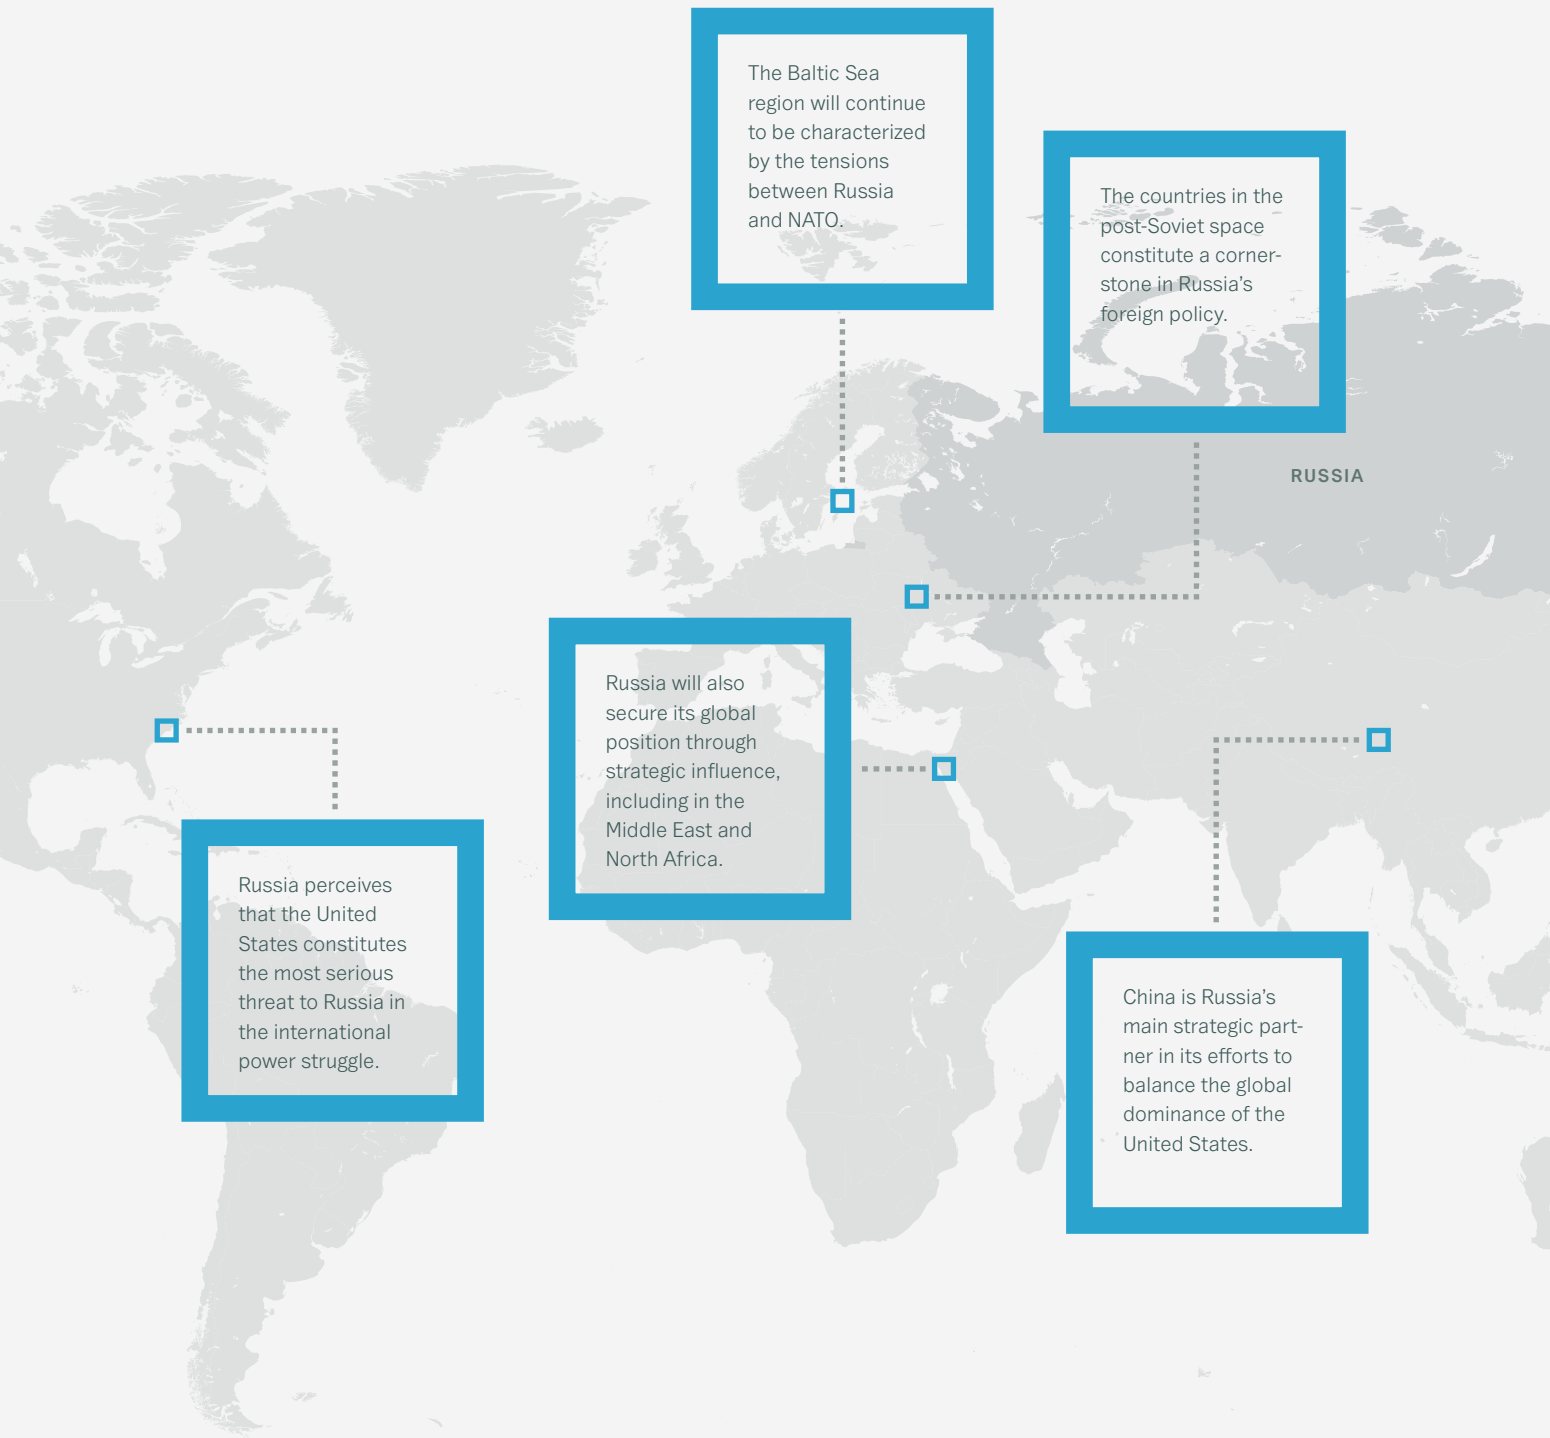 The Baltic Sea
region will continue
to be characterized
by the tensions
between Russia
and NATO.
The countries in the
post-Soviet space
constitute a corner-
stone in Russia’s
foreign policy.
RUSSIA
Russia will also
secure its global
position through
strategic influence,
including in the
Middle East and
North Africa.
Russia perceives
that the United
States constitutes
the most serious
threat to Russia in
the international
power struggle.
China is Russia’s
main strategic part-
ner in its efforts to
balance the global
dominance of the
United States.